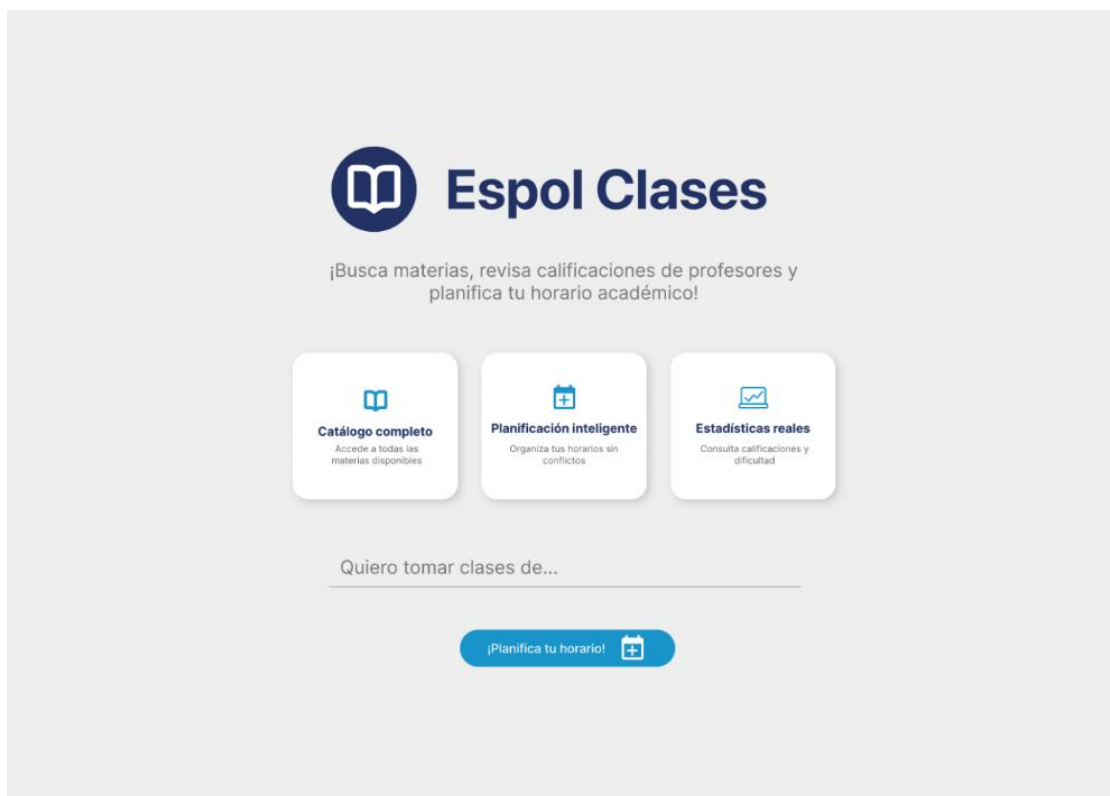 Espol Clases
¡Busca materias, revisa calificaciones de profesores y
planifica tu horario académico!
Catálogo completo
Accede a todas las
materias disponibles
Planificación inteligente
Organiza tus horarios sin
conflictos
Estadísticas reales
Consulta calificaciones y
dificultad
Quiero tomar clases de...
¡Planifica tu horario!